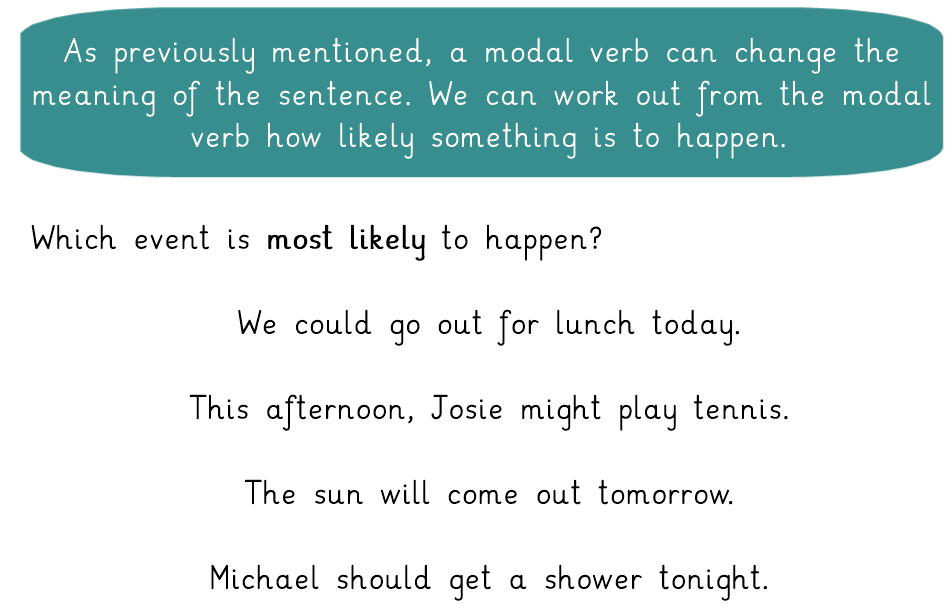 As previously mentioned, a modal verb can change the
meaning of the sentence. We can work out from the modal
verb how likely something is to happen.
Which event is most likely to happen?
We could go out for lunch today.
This afternoon, Josie might play tennis.
The sun will come out tomorrow.
Michael should get a shower tonight.